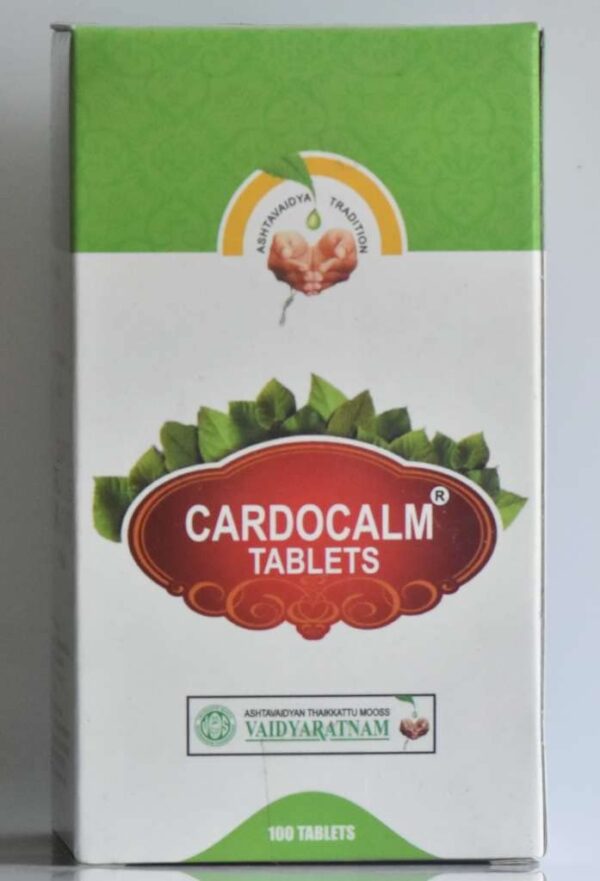 ASHTAVAIDYA TRADITION
CARDOCALM®
TABLETS
ASHTAVAIDYAN THAIKKATTU MOOSS
VAIDYARATNAM
100 TABLETS